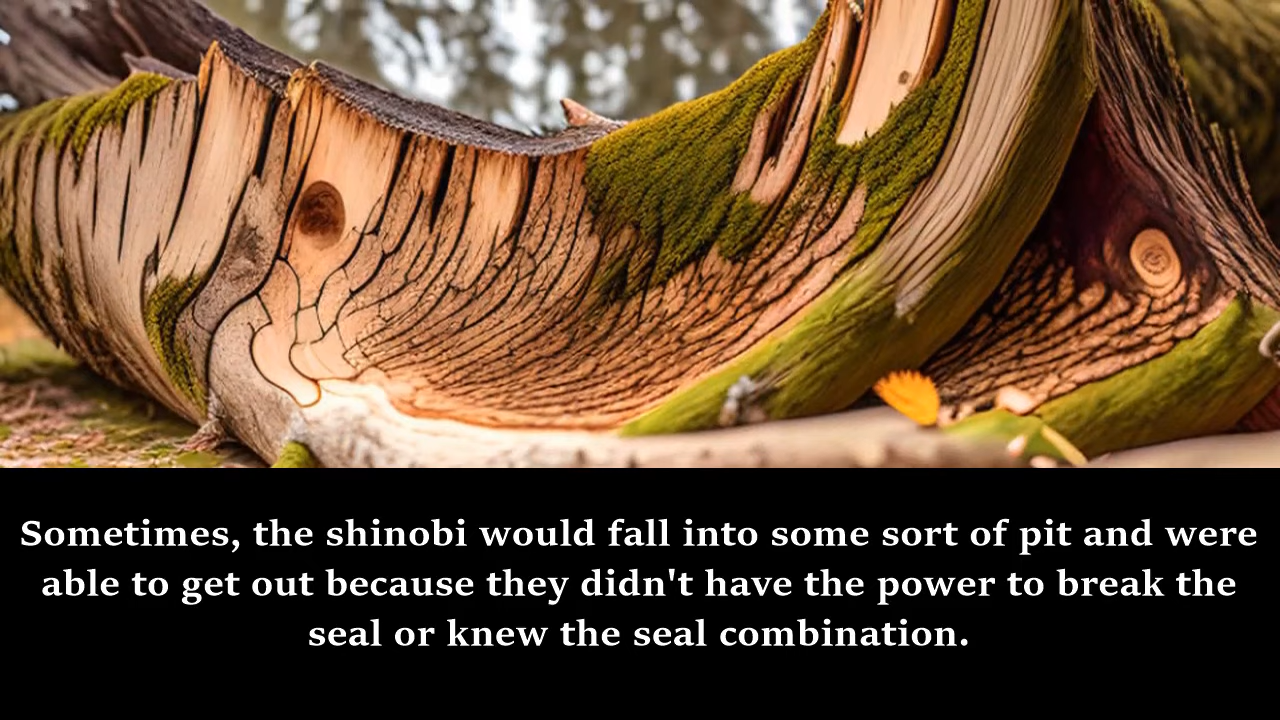 Sometimes, the shinobi would fall into some sort of pit and were
able to get out because they didn't have the power to break the
seal or knew the seal combination.